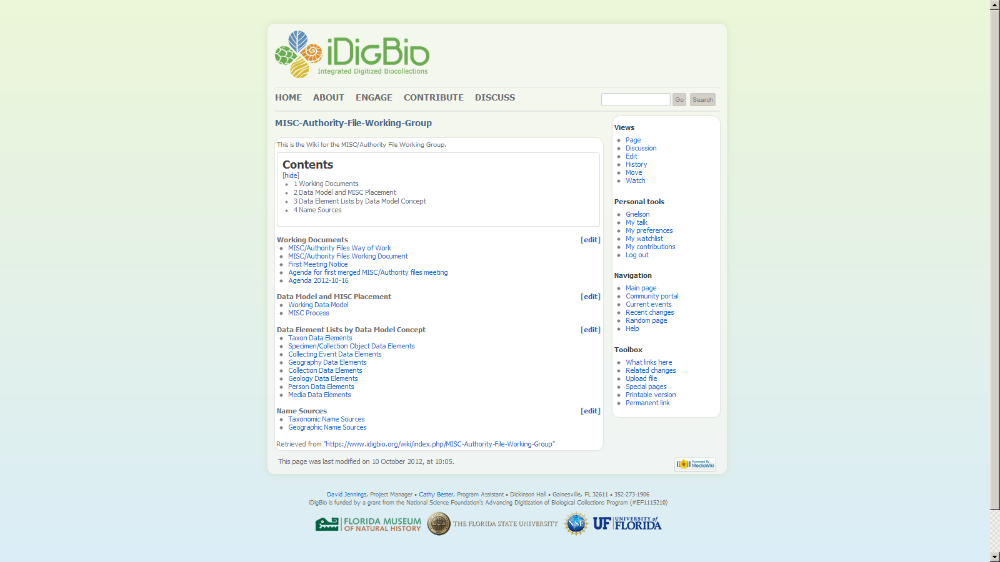 iDigBio
Integrated Digitized Biocollections
HOME ABOUT ENGAGE CONTRIBUTE DISCUSS
Go Search
MISC-Authority-File-Working-Group
This is the Wiki for the MISC/Authority File Working Group.
Contents
[hide]
1 Working Documents
2 Data Model and MISC Placement
3 Data Element Lists by Data Model Concept
4 Name Sources
Working Documents [edit]
MISC/Authority Files Way of Work
MISC/Authority Files Working Document
First Meeting Notice
Agenda for first merged MISC/Authority files meeting
Agenda 2012-10-16
Data Model and MISC Placement [edit]
Working Data Model
MISC Process
Data Element Lists by Data Model Concept [edit]
Taxon Data Elements
Specimen/Collection Object Data Elements
Collecting Event Data Elements
Geography Data Elements
Collection Data Elements
Geology Data Elements
Person Data Elements
Media Data Elements
Name Sources [edit]
Taxonomic Name Sources
Geographic Name Sources
Retrieved from "https://www.idigbio.org/wiki/index.php/MISC-Authority-File-Working-Group"
This page was last modified on 10 October 2012, at 10:05.
Views
Page
Discussion
Edit
History
Move
Watch
Personal tools
Gnelson
My talk
My preferences
My watchlist
My contributions
Log out
Navigation
Main page
Community portal
Current events
Recent changes
Random page
Help
Toolbox
What links here
Related changes
Upload file
Special pages
Printable version
Permanent link
Powered By
MediaWiki
David Jennings, Project Manager • Cathy Bester, Program Assistant • Dickinson Hall • Gainesville, FL 32611 • 352-273-1906
iDigBio is funded by a grant from the National Science Foundation's Advancing Digitization of Biological Collections Program (#EF1115210)
FLORIDA MUSEUM
OF NATURAL HISTORY
THE FLORIDA STATE UNIVERSITY
NSF
UF UNIVERSITY of
FLORIDA